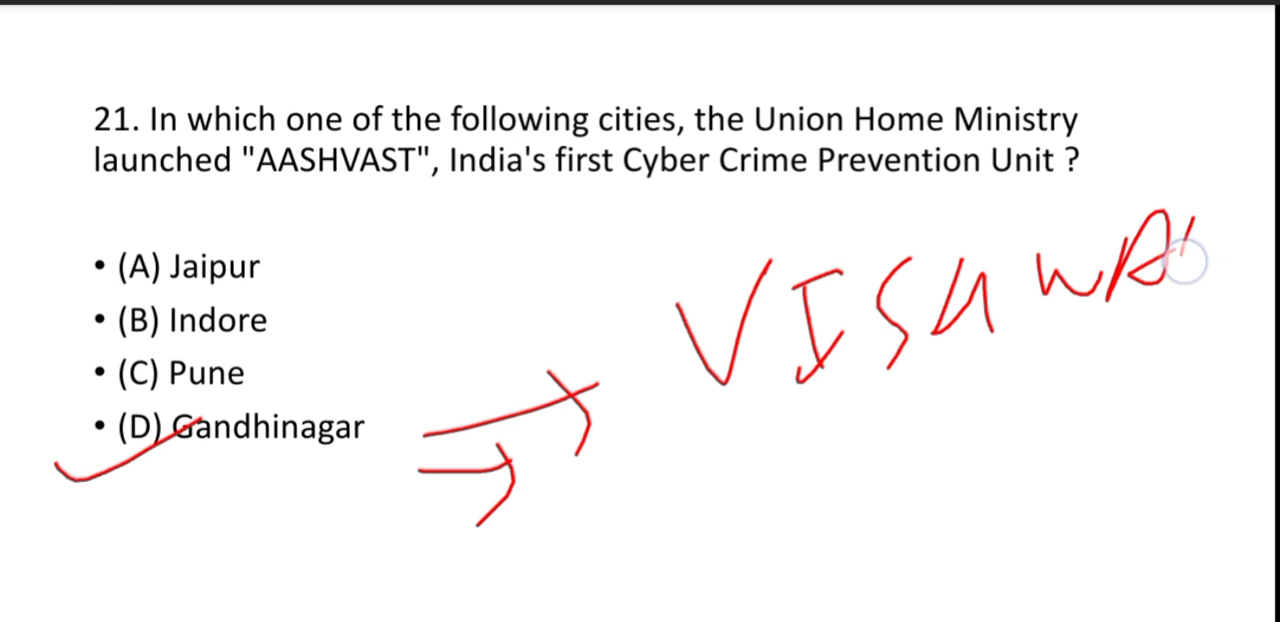 21. In which one of the following cities, the Union Home Ministry
launched "AASHVAST", India's first Cyber Crime Prevention Unit ?
• (A) Jaipur
• (B) Indore
• (C) Pune
• (D) Gandhinagar